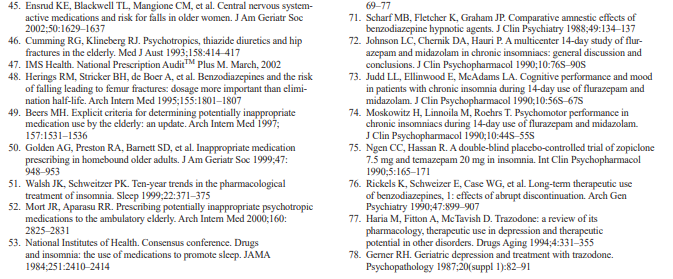 45. Ensrud KE, Blackwell TL, Mangione CM, et al. Central nervous system-
active medications and risk for falls in older women. J Am Geriatr Soc
2002;50:1629–1637
46. Cumming RG, Klineberg RJ. Psychotropics, thiazide diuretics and hip
fractures in the elderly. Med J Aust 1993;158:414–417
47. IMS Health. National Prescription Audit™ Plus M. March, 2002
48. Herings RM, Stricker BH, de Boer A, et al. Benzodiazepines and the risk
of falling leading to femur fractures: dosage more important than elimi-
nation half-life. Arch Intern Med 1995;155:1801–1807
49. Beers MH. Explicit criteria for determining potentially inappropriate
medication use by the elderly: an update. Arch Intern Med 1997;
157:1531–1536
50. Golden AG, Preston RA, Barnett SD, et al. Inappropriate medication
prescribing in homebound older adults. J Am Geriatr Soc 1999;47:
948–953
51. Walsh JK, Schweitzer PK. Ten-year trends in the pharmacological
treatment of insomnia. Sleep 1999;22:371–375
52. Mort JR, Aparasu RR. Prescribing potentially inappropriate psychotropic
medications to the ambulatory elderly. Arch Intern Med 2000;160:
2825–2831
53. National Institutes of Health. Consensus conference. Drugs
and insomnia: the use of medications to promote sleep. JAMA
1984;251:2410–2414
69–77
71. Scharf MB, Fletcher K, Graham JP. Comparative amnestic effects of
benzodiazepine hypnotic agents. J Clin Psychiatry 1988;49:134–137
72. Johnson LC, Chernik DA, Hauri P. A multicenter 14-day study of flur-
azepam and midazolam in chronic insomniacs: general discussion and
conclusions. J Clin Psychopharmacol 1990;10:76S–90S
73. Judd LL, Ellinwood E, McAdams LA. Cognitive performance and mood
in patients with chronic insomnia during 14-day use of flurazepam and
midazolam. J Clin Psychopharmacol 1990;10:56S–67S
74. Moskowitz H, Linnoila M, Roehrs T. Psychomotor performance in
chronic insomniacs during 14-day use of flurazepam and midazolam.
J Clin Psychopharmacol 1990;10:44S–55S
75. Ngen CC, Hassan R. A double-blind placebo-controlled trial of zopiclone
7.5 mg and temazepam 20 mg in insomnia. Int Clin Psychopharmacol
1990;5:165–171
76. Rickels K, Schweizer E, Case WG, et al. Long-term therapeutic use
of benzodiazepines, 1: effects of abrupt discontinuation. Arch Gen
Psychiatry 1990;47:899–907
77. Haria M, Fitton A, McTavish D. Trazodone: a review of its
pharmacology, therapeutic use in depression and therapeutic
potential in other disorders. Drugs Aging 1994;4:331–355
78. Gerner RH. Geriatric depression and treatment with trazodone.
Psychopathology 1987;20(suppl 1):82–91